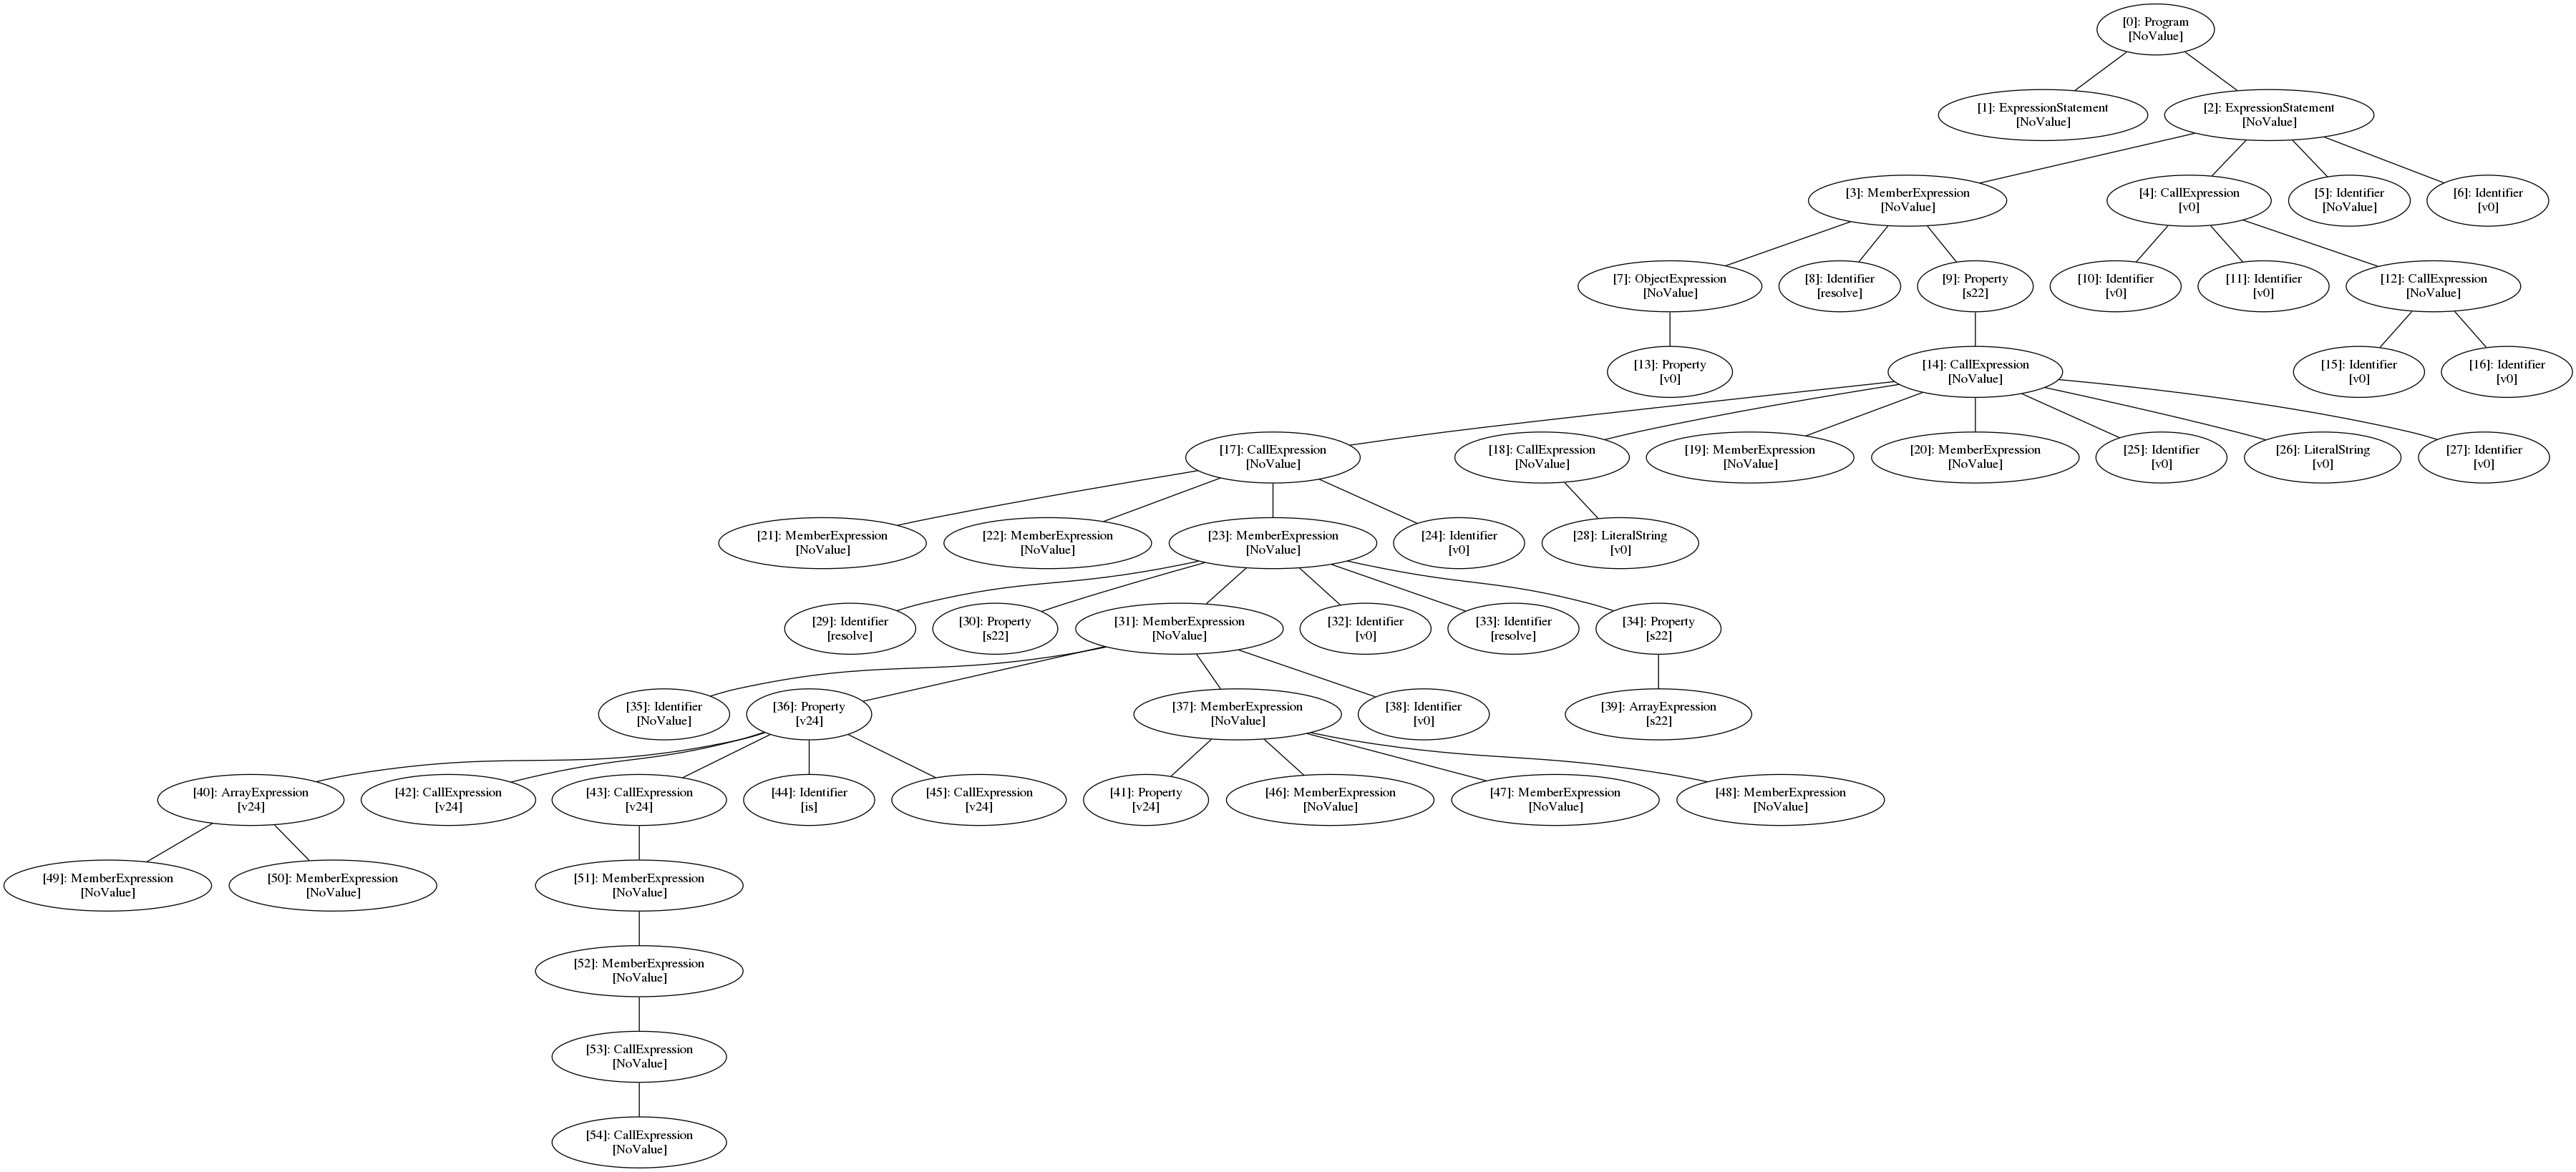 [0]: Program
[NoValue]
[1]: ExpressionStatement
[NoValue]
[2]: ExpressionStatement
[NoValue]
[3]: MemberExpression
[NoValue]
[4]: CallExpression
[v0]
[5]: Identifier
[NoValue]
[6]: Identifier
[v0]
[7]: ObjectExpression
[NoValue]
[8]: Identifier
[resolve]
[9]: Property
[s22]
[10]: Identifier
[v0]
[11]: Identifier
[v0]
[12]: CallExpression
[NoValue]
[13]: Property
[v0]
[14]: CallExpression
[NoValue]
[15]: Identifier
[v0]
[16]: Identifier
[v0]
[17]: CallExpression
[NoValue]
[18]: CallExpression
[NoValue]
[19]: MemberExpression
[NoValue]
[20]: MemberExpression
[NoValue]
[25]: Identifier
[v0]
[26]: LiteralString
[v0]
[27]: Identifier
[v0]
[21]: MemberExpression
[NoValue]
[22]: MemberExpression
[NoValue]
[23]: MemberExpression
[NoValue]
[24]: Identifier
[v0]
[28]: LiteralString
[v0]
[29]: Identifier
[resolve]
[30]: Property
[s22]
[31]: MemberExpression
[NoValue]
[32]: Identifier
[v0]
[33]: Identifier
[resolve]
[34]: Property
[s22]
[35]: Identifier
[NoValue]
[36]: Property
[v24]
[37]: MemberExpression
[NoValue]
[38]: Identifier
[v0]
[39]: ArrayExpression
[s22]
[40]: ArrayExpression
[v24]
[42]: CallExpression
[v24]
[43]: CallExpression
[v24]
[44]: Identifier
[is]
[45]: CallExpression
[v24]
[41]: Property
[v24]
[46]: MemberExpression
[NoValue]
[47]: MemberExpression
[NoValue]
[48]: MemberExpression
[NoValue]
[49]: MemberExpression
[NoValue]
[50]: MemberExpression
[NoValue]
[51]: MemberExpression
[NoValue]
[52]: MemberExpression
[NoValue]
[53]: CallExpression
[NoValue]
[54]: CallExpression
[NoValue]